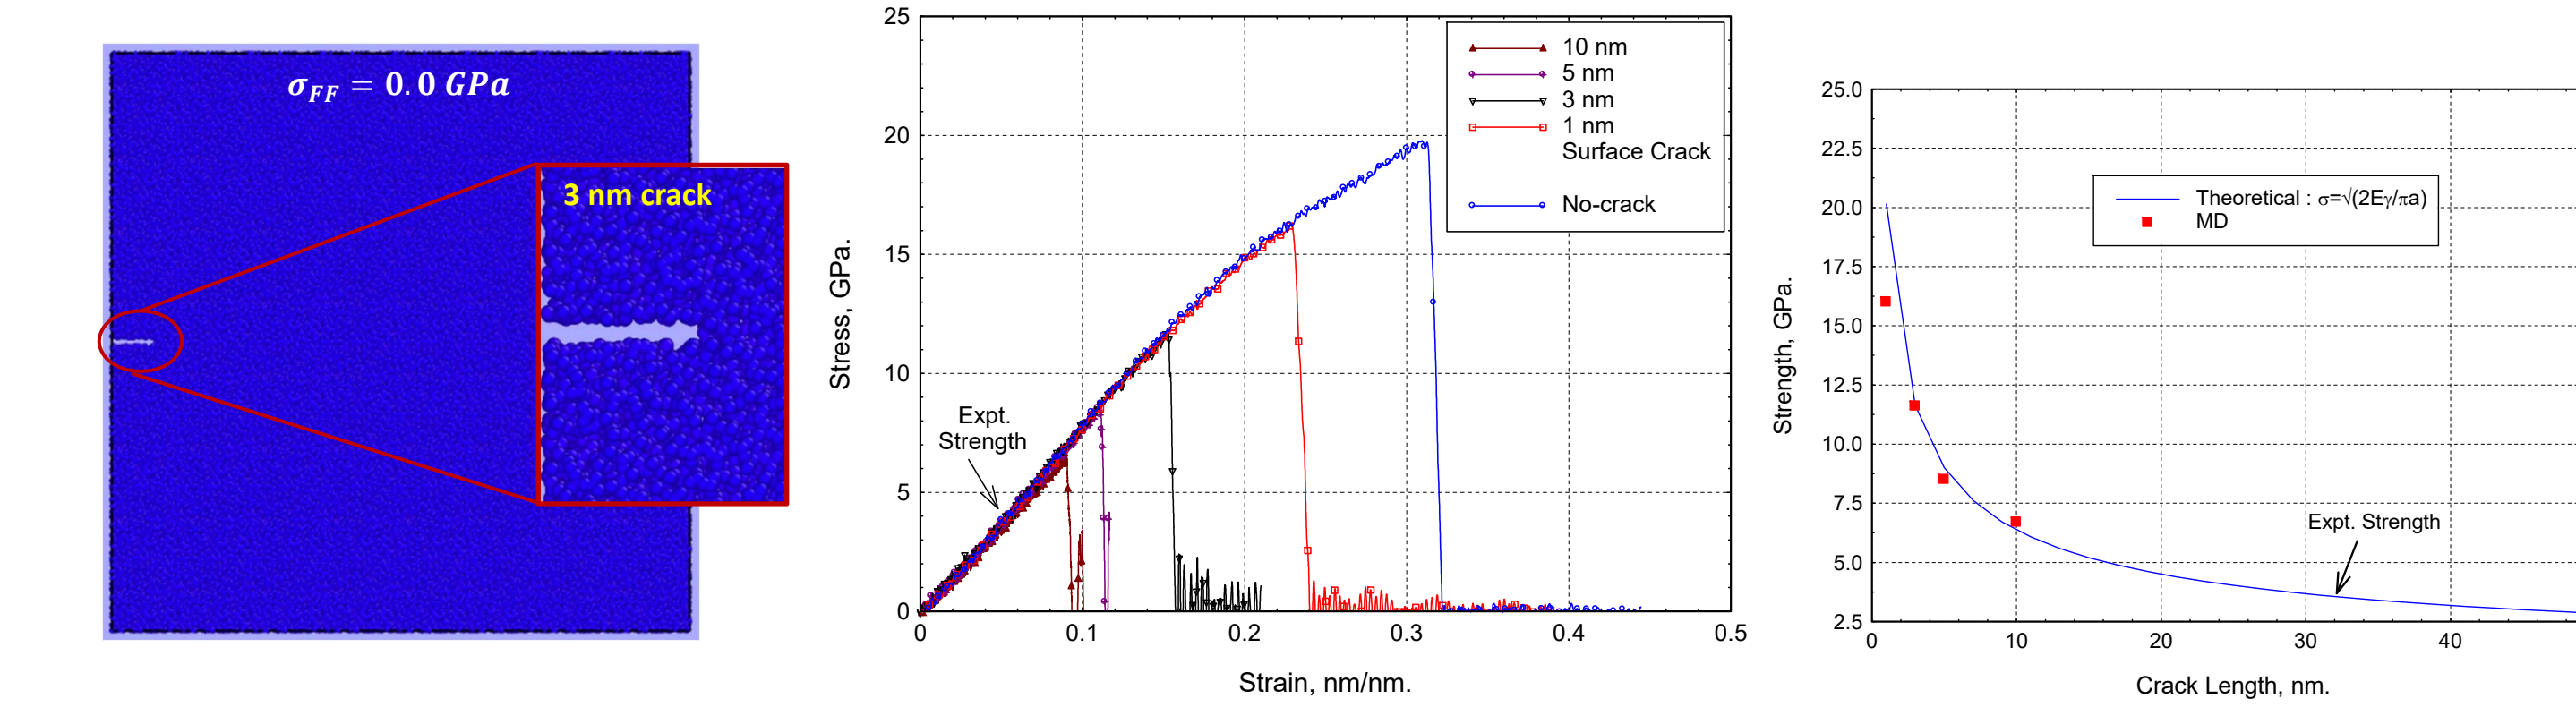 σ_FF = 0.0 GPa
3 nm crack
25
20
15
10
5
0
Stress, GPa.
0
0.1
0.2
0.3
0.4
0.5
Strain, nm/nm.
10 nm
5 nm
3 nm
1 nm
Surface Crack
No-crack
Expt.
Strength
25.0
22.5
20.0
17.5
15.0
12.5
10.0
7.5
5.0
2.5
Strength, GPa.
0
10
20
30
40
Crack Length, nm.
Theoretical : σ=√(2Eγ/πa)
MD
Expt. Strength